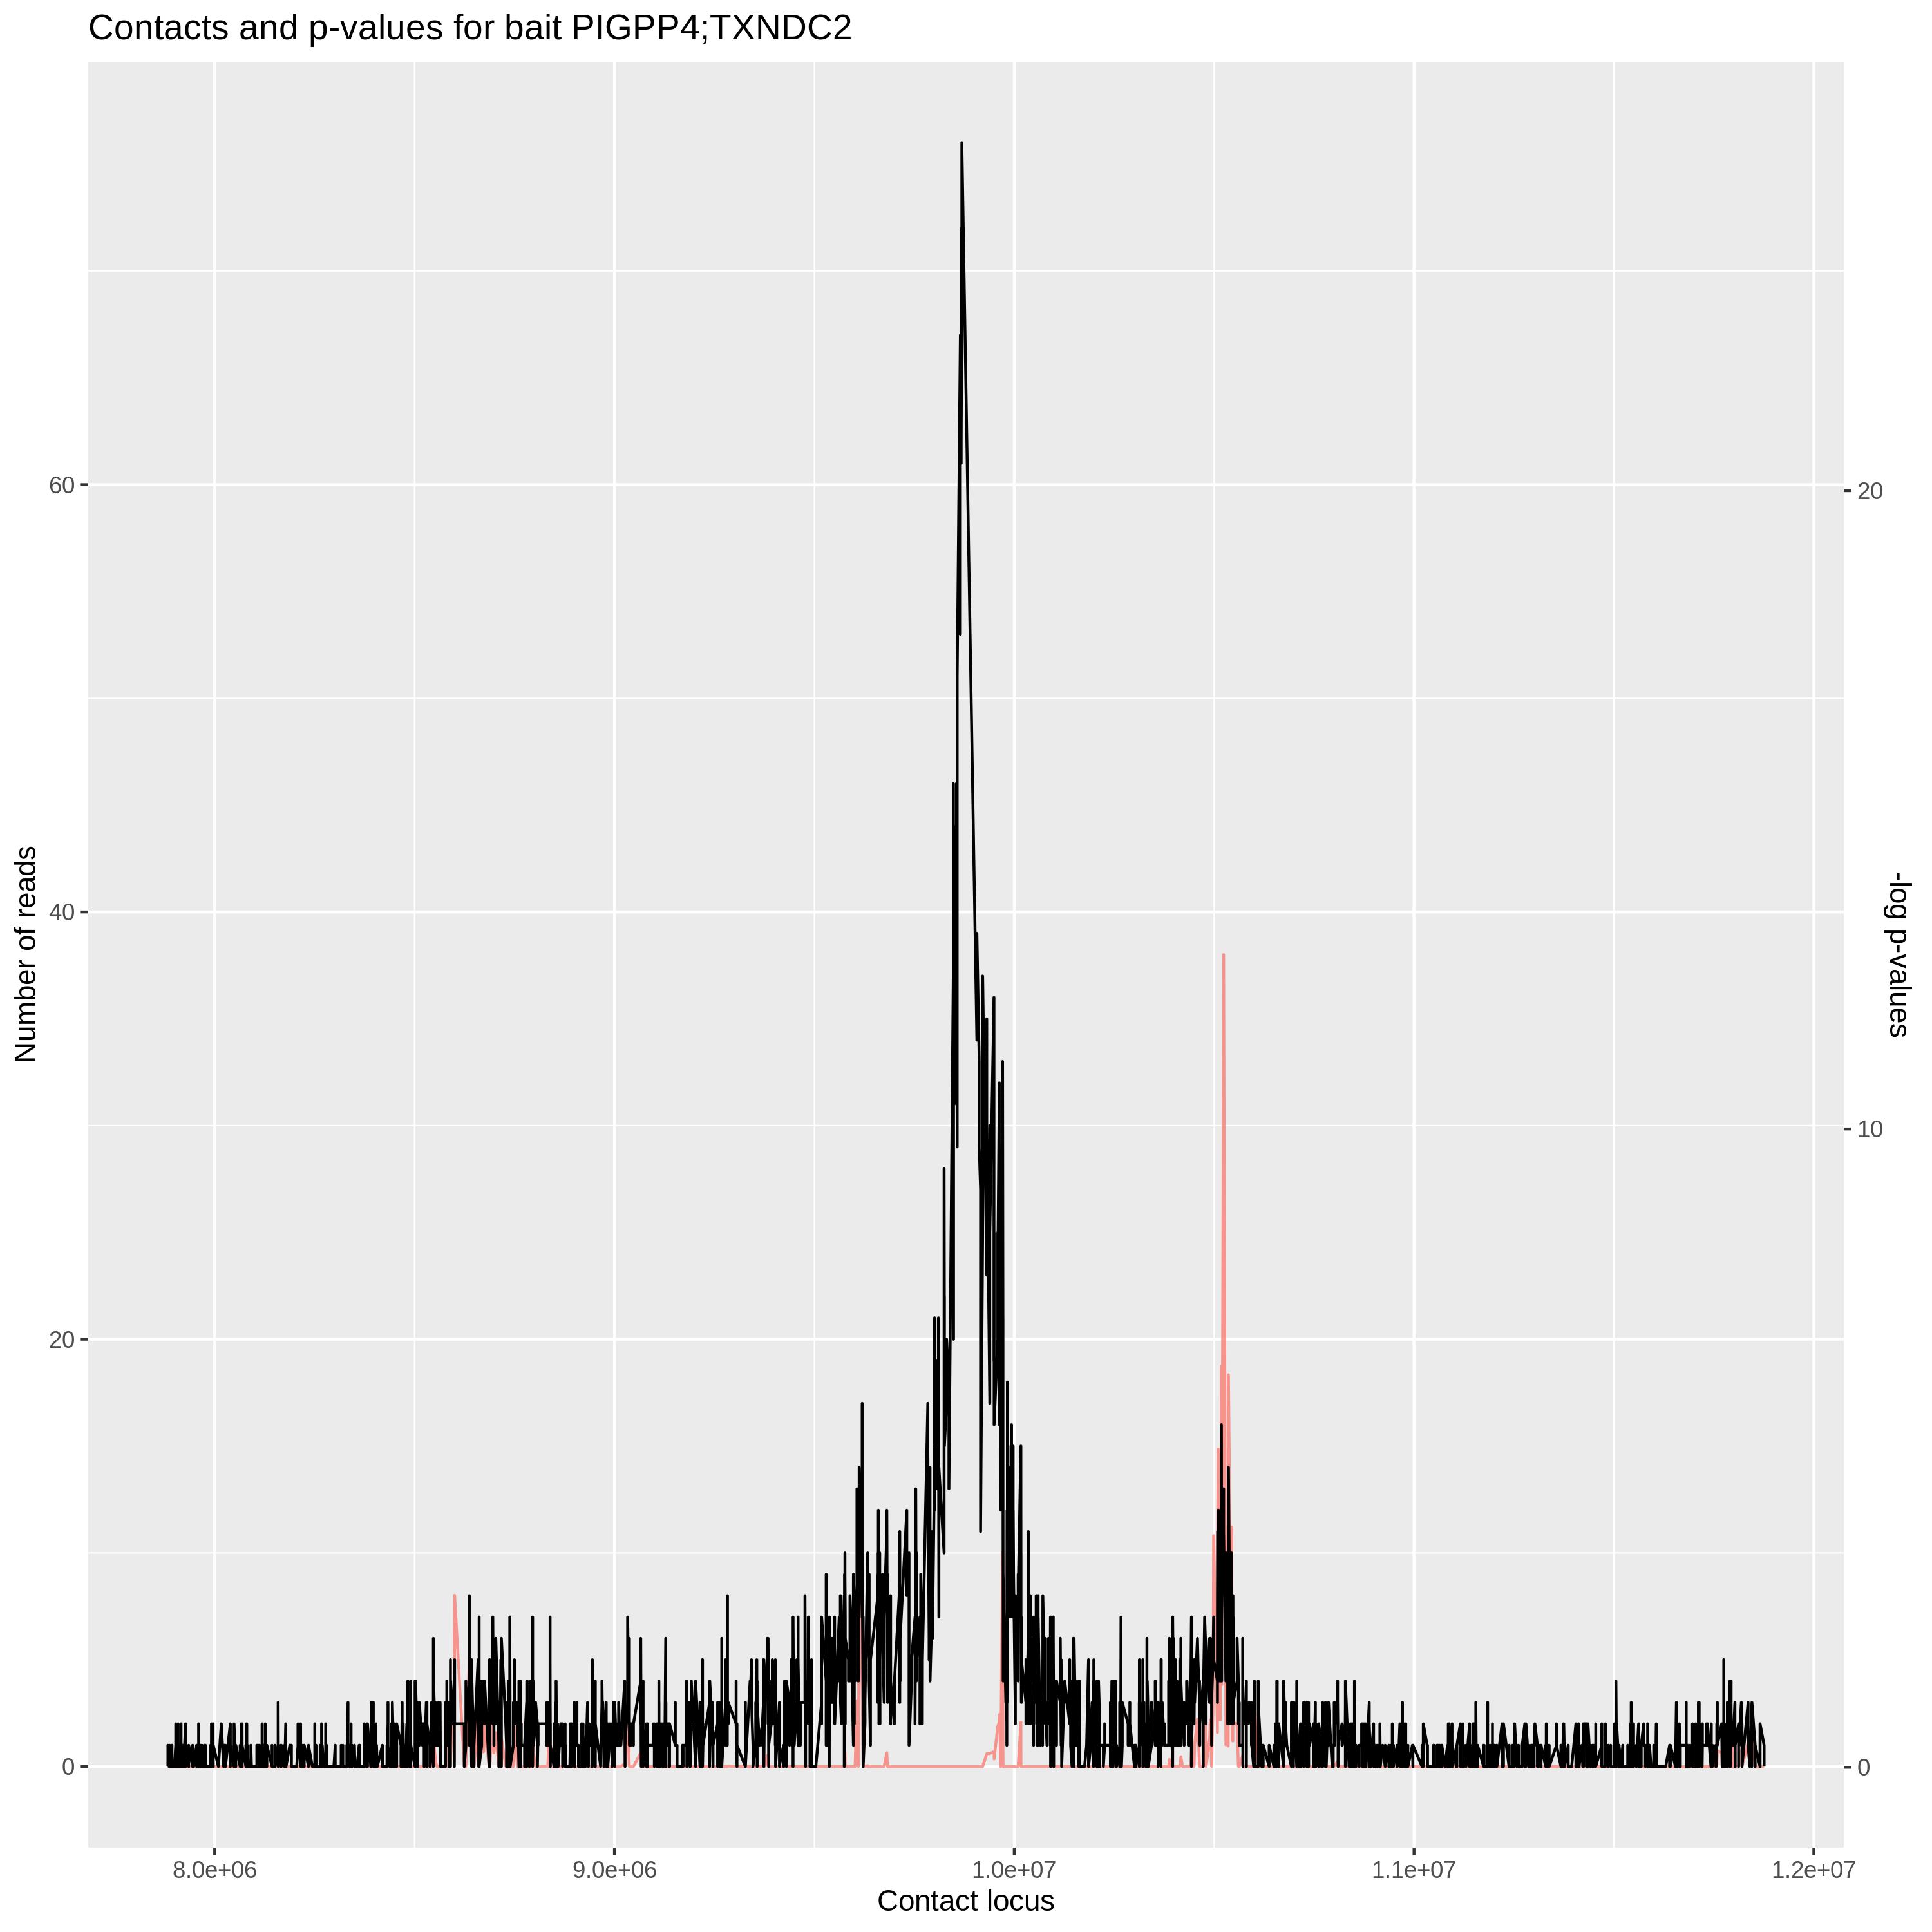 Contacts and p-values for bait PIGPP4;TXNDC2
Number of reads
60
40
20
0
20
10
0
-log p-values
8.0e+06
9.0e+06
1.0e+07
1.1e+07
1.2e+07
Contact locus